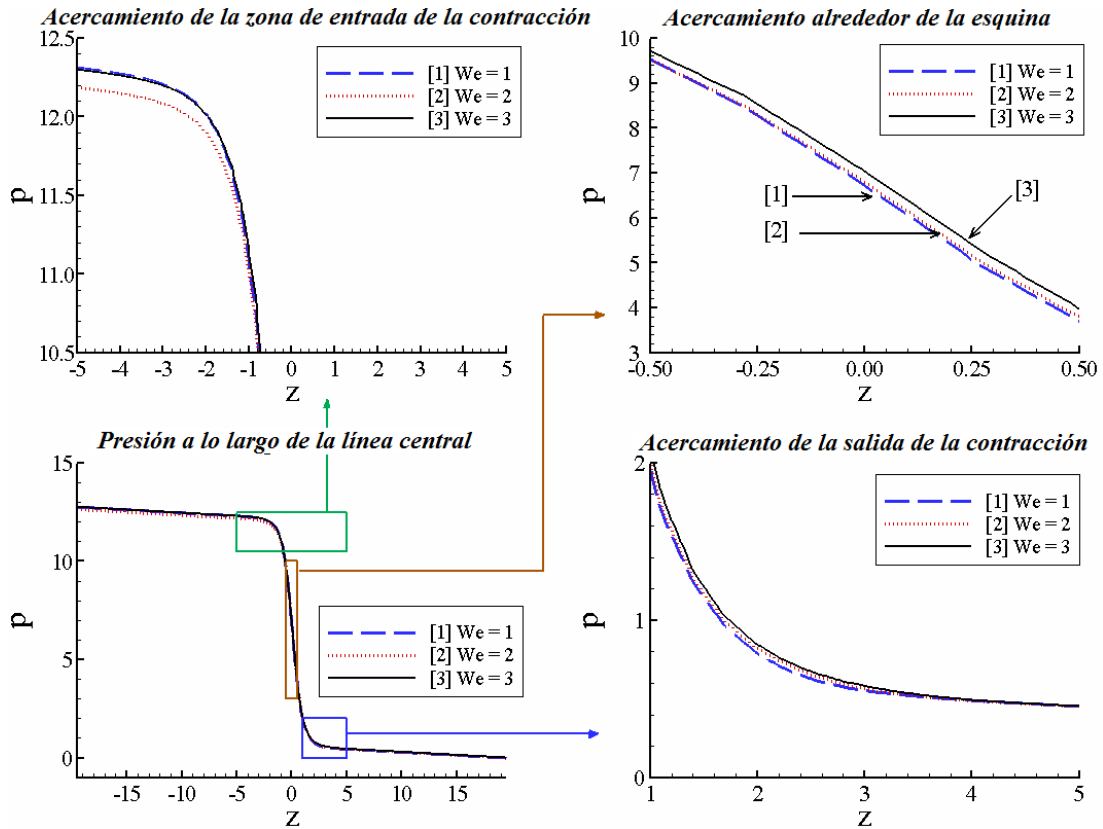 Acercamiento de la zona de entrada de la contracción
12.5
12.0
11.5
11.0
10.5
p
[1] We = 1
[2] We = 2
[3] We = 3
-5 -4 -3 -2 -1 0 1 2 3 4 5
z
Acercamiento alrededor de la esquina
10
9
8
7
6
5
4
3
p
[1] We = 1
[2] We = 2
[3] We = 3
[1]
[2]
[3]
-0.50 -0.25 0.00 0.25 0.50
z
Presión a lo largo de la línea central
15
10
5
0
p
[1] We = 1
[2] We = 2
[3] We = 3
-15 -10 -5 0 5 10 15
z
Acercamiento de la salida de la contracción
2
1
0
p
[1] We = 1
[2] We = 2
[3] We = 3
1 2 3 4 5
z